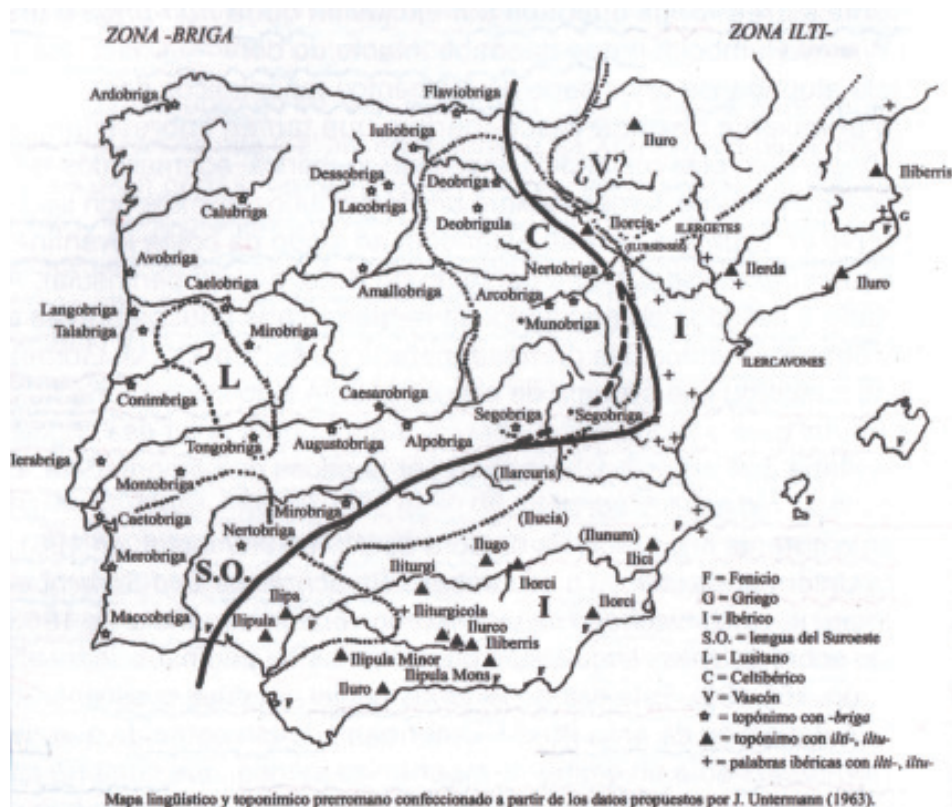 ZONA -BRIGA
ZONA ILTI-
Ardobriga
Flaviobriga
Iuliobriga
Iluro
¿V?
Iliberris
Dessobriga
Deobriga
Lacobriga
Calubriga
Deobrigula
Ilorcis
ILERGETES
G
F
C
Avobriga
Nertobriga
Ilerda
Iluro
Caelobriga
Amallobriga
Arcobriga
Langobriga
Mirobriga
*Munobriga
I
Talabriga
ILERCAVONES
L
Conimbriga
Caesarobriga
Segobriga
*Segobriga
F
Ierabriga
Tongobriga
Augustobriga
Alpobriga
Montobriga
(Ilarcuris)
F
Mirobriga
Caetobriga
Nertobriga
(Ilucia)
F
Ilugo
(Ilunum)
Merobriga
Iliturgi
Ilici
S.O.
Ilorci
F = Fenicio
Ilipa
I
Ilorci
G = Griego
Iliturgicola
I = Ibérico
Maccobriga
Ilipula
Ilurco
S.O. = lengua del Suroeste
F
Iliberis
L = Lusitano
Ilipula Minor
C = Celtibérico
Ilipula Mons
F
F
V = Vascón
Iluro
F
= topónimo con -briga
= topónimo con ilti-, iltu-
+ = palabras ibéricas con ilti-, iltu-
Mapa lingüístico y toponímico prerromano confeccionado a partir de los datos propuestos por J. Untermann (1963).